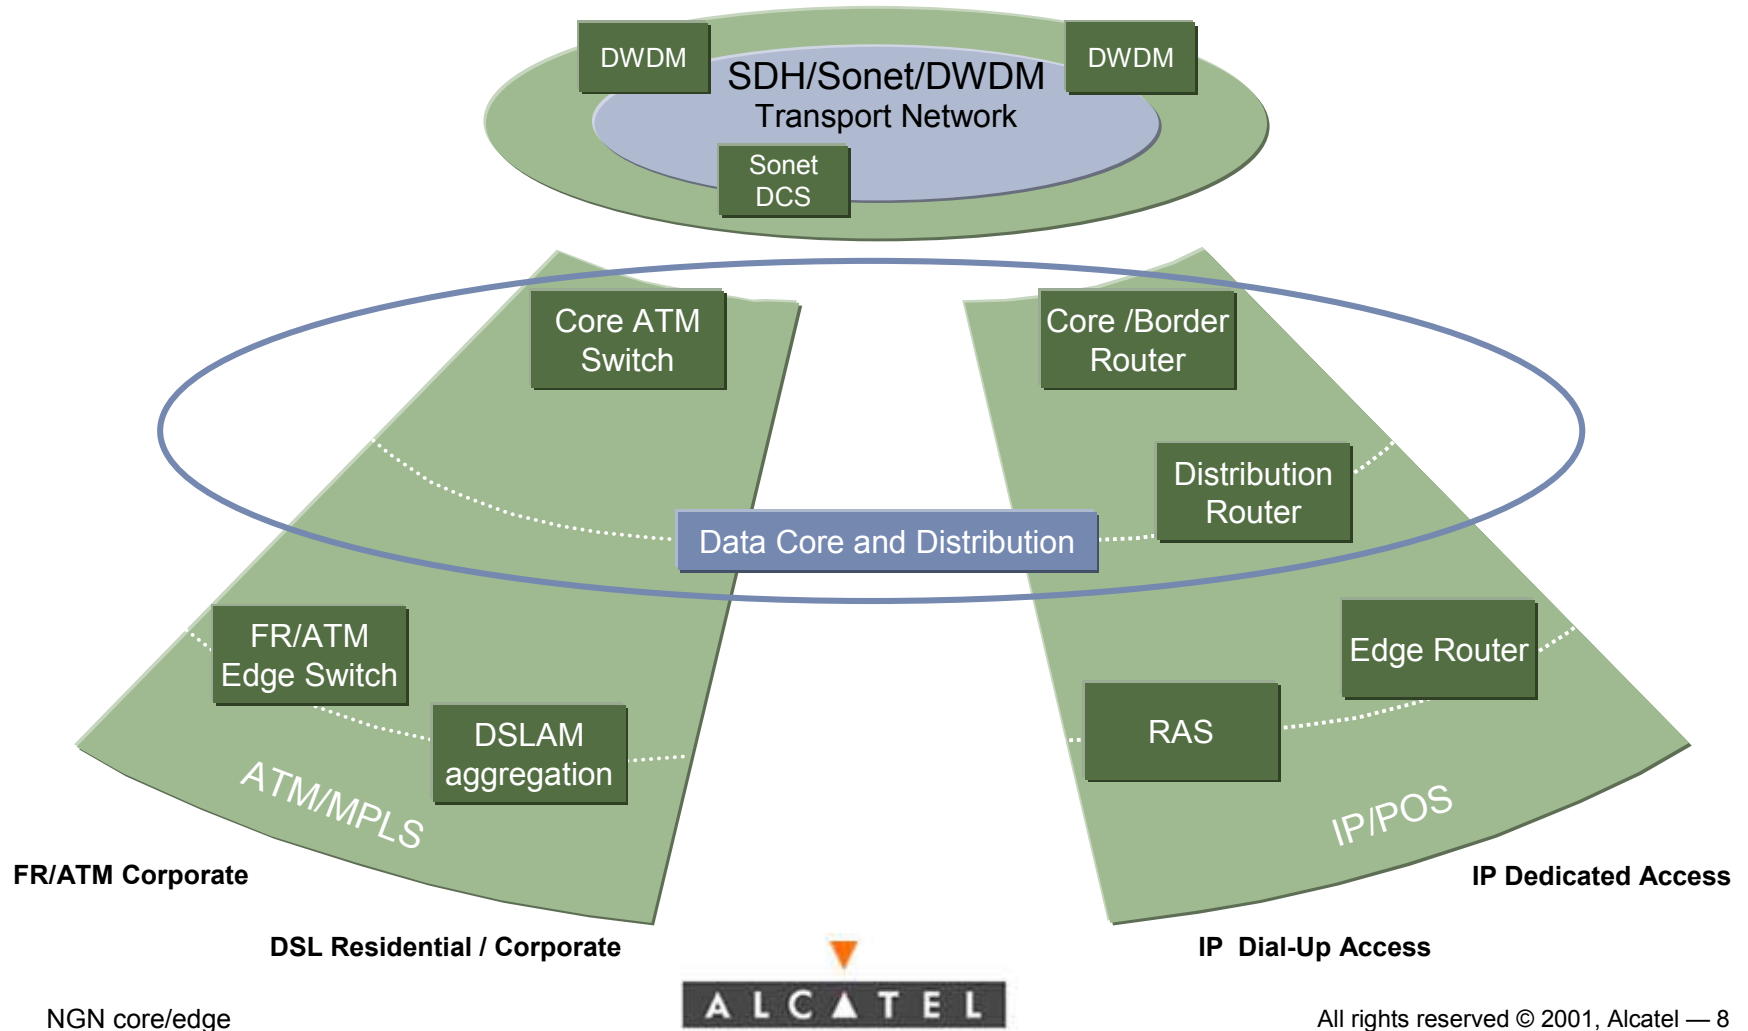 DWDM
DWDM
SDH/Sonet/DWDM
Transport Network
Sonet
DCS
Core ATM
Switch
Core /Border
Router
Distribution
Router
Data Core and Distribution
FR/ATM
Edge Switch
Edge Router
DSLAM
aggregation
RAS
ATM/MPLS
IP/POS
FR/ATM Corporate
IP Dedicated Access
DSL Residential / Corporate
IP Dial-Up Access
ALCATEL
NGN core/edge
All rights reserved © 2001, Alcatel — 8